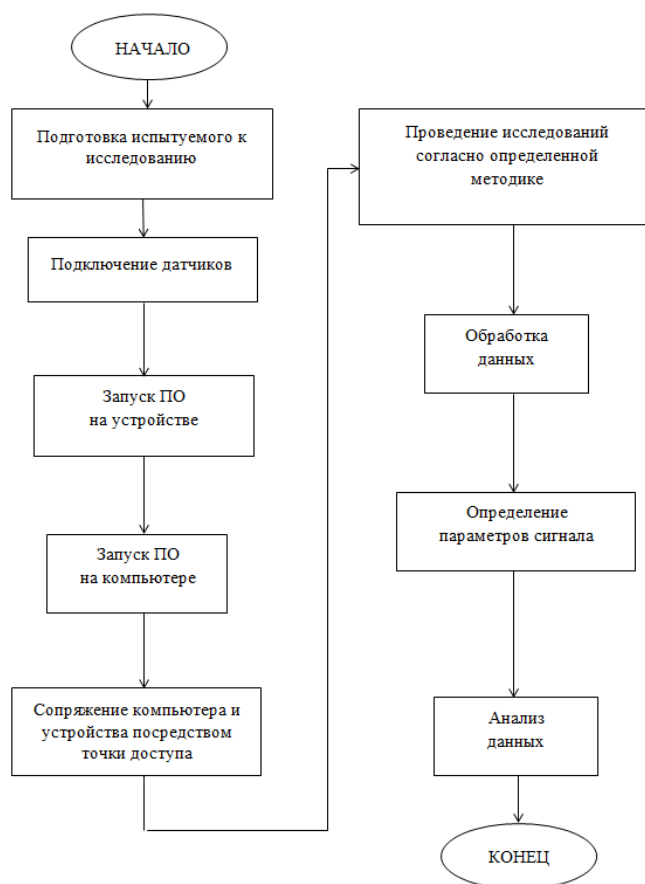 НАЧАЛО
Подготовка испытуемого к
исследованию
Подключение датчиков
Запуск ПО
на устройстве
Запуск ПО
на компьютере
Сопряжение компьютера и
устройства посредством
точки доступа
Проведение исследований
согласно определенной
методике
Обработка
данных
Определение
параметров сигнала
Анализ
данных
КОНЕЦ